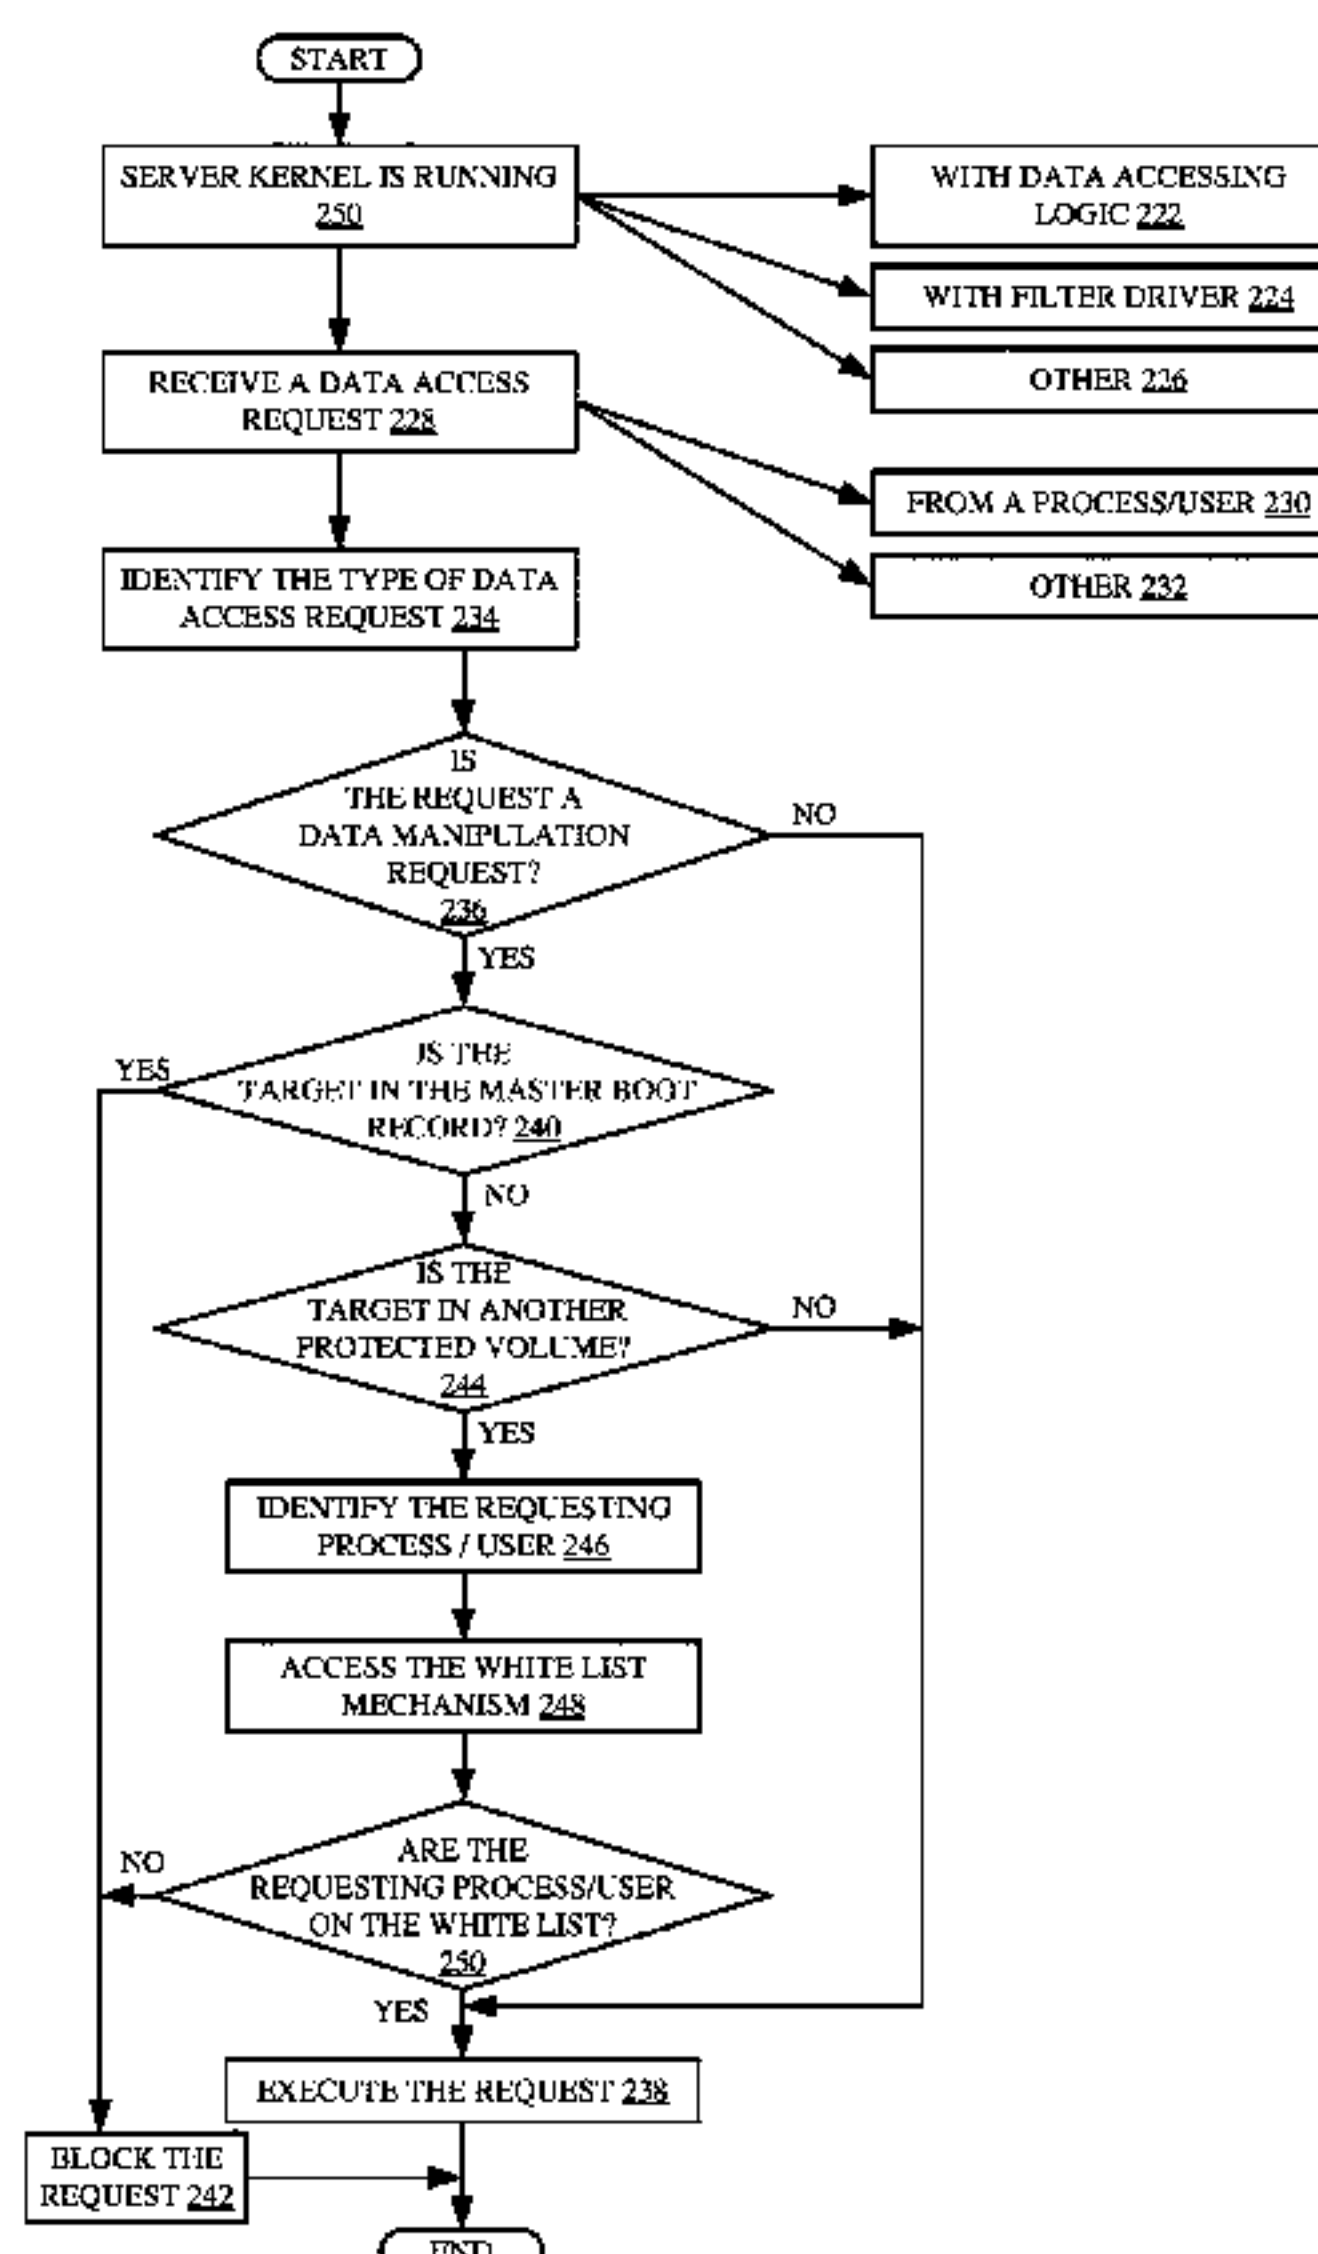 START
SERVER KERNEL IS RUNNING
250
WITH DATA ACCESSING
LOGIC 222
WITH FILTER DRIVER 224
OTHER 226
RECEIVE A DATA ACCESS
REQUEST 228
FROM A PROCESS/USER 230
OTHER 232
IDENTIFY THE TYPE OF DATA
ACCESS REQUEST 234
IS
THE REQUEST A
DATA MANIPULATION
REQUEST?
236
NO
YES
IS THE
TARGET IN THE MASTER BOOT
RECORD? 240
YES
NO
IS THE
TARGET IN ANOTHER
PROTECTED VOLUME?
244
NO
YES
IDENTIFY THE REQUESTING
PROCESS / USER 246
ACCESS THE WHITE LIST
MECHANISM 248
ARE THE
REQUESTING PROCESS/USER
ON THE WHITE LIST?
250
NO
YES
EXECUTE THE REQUEST 238
BLOCK THE
REQUEST 242
END